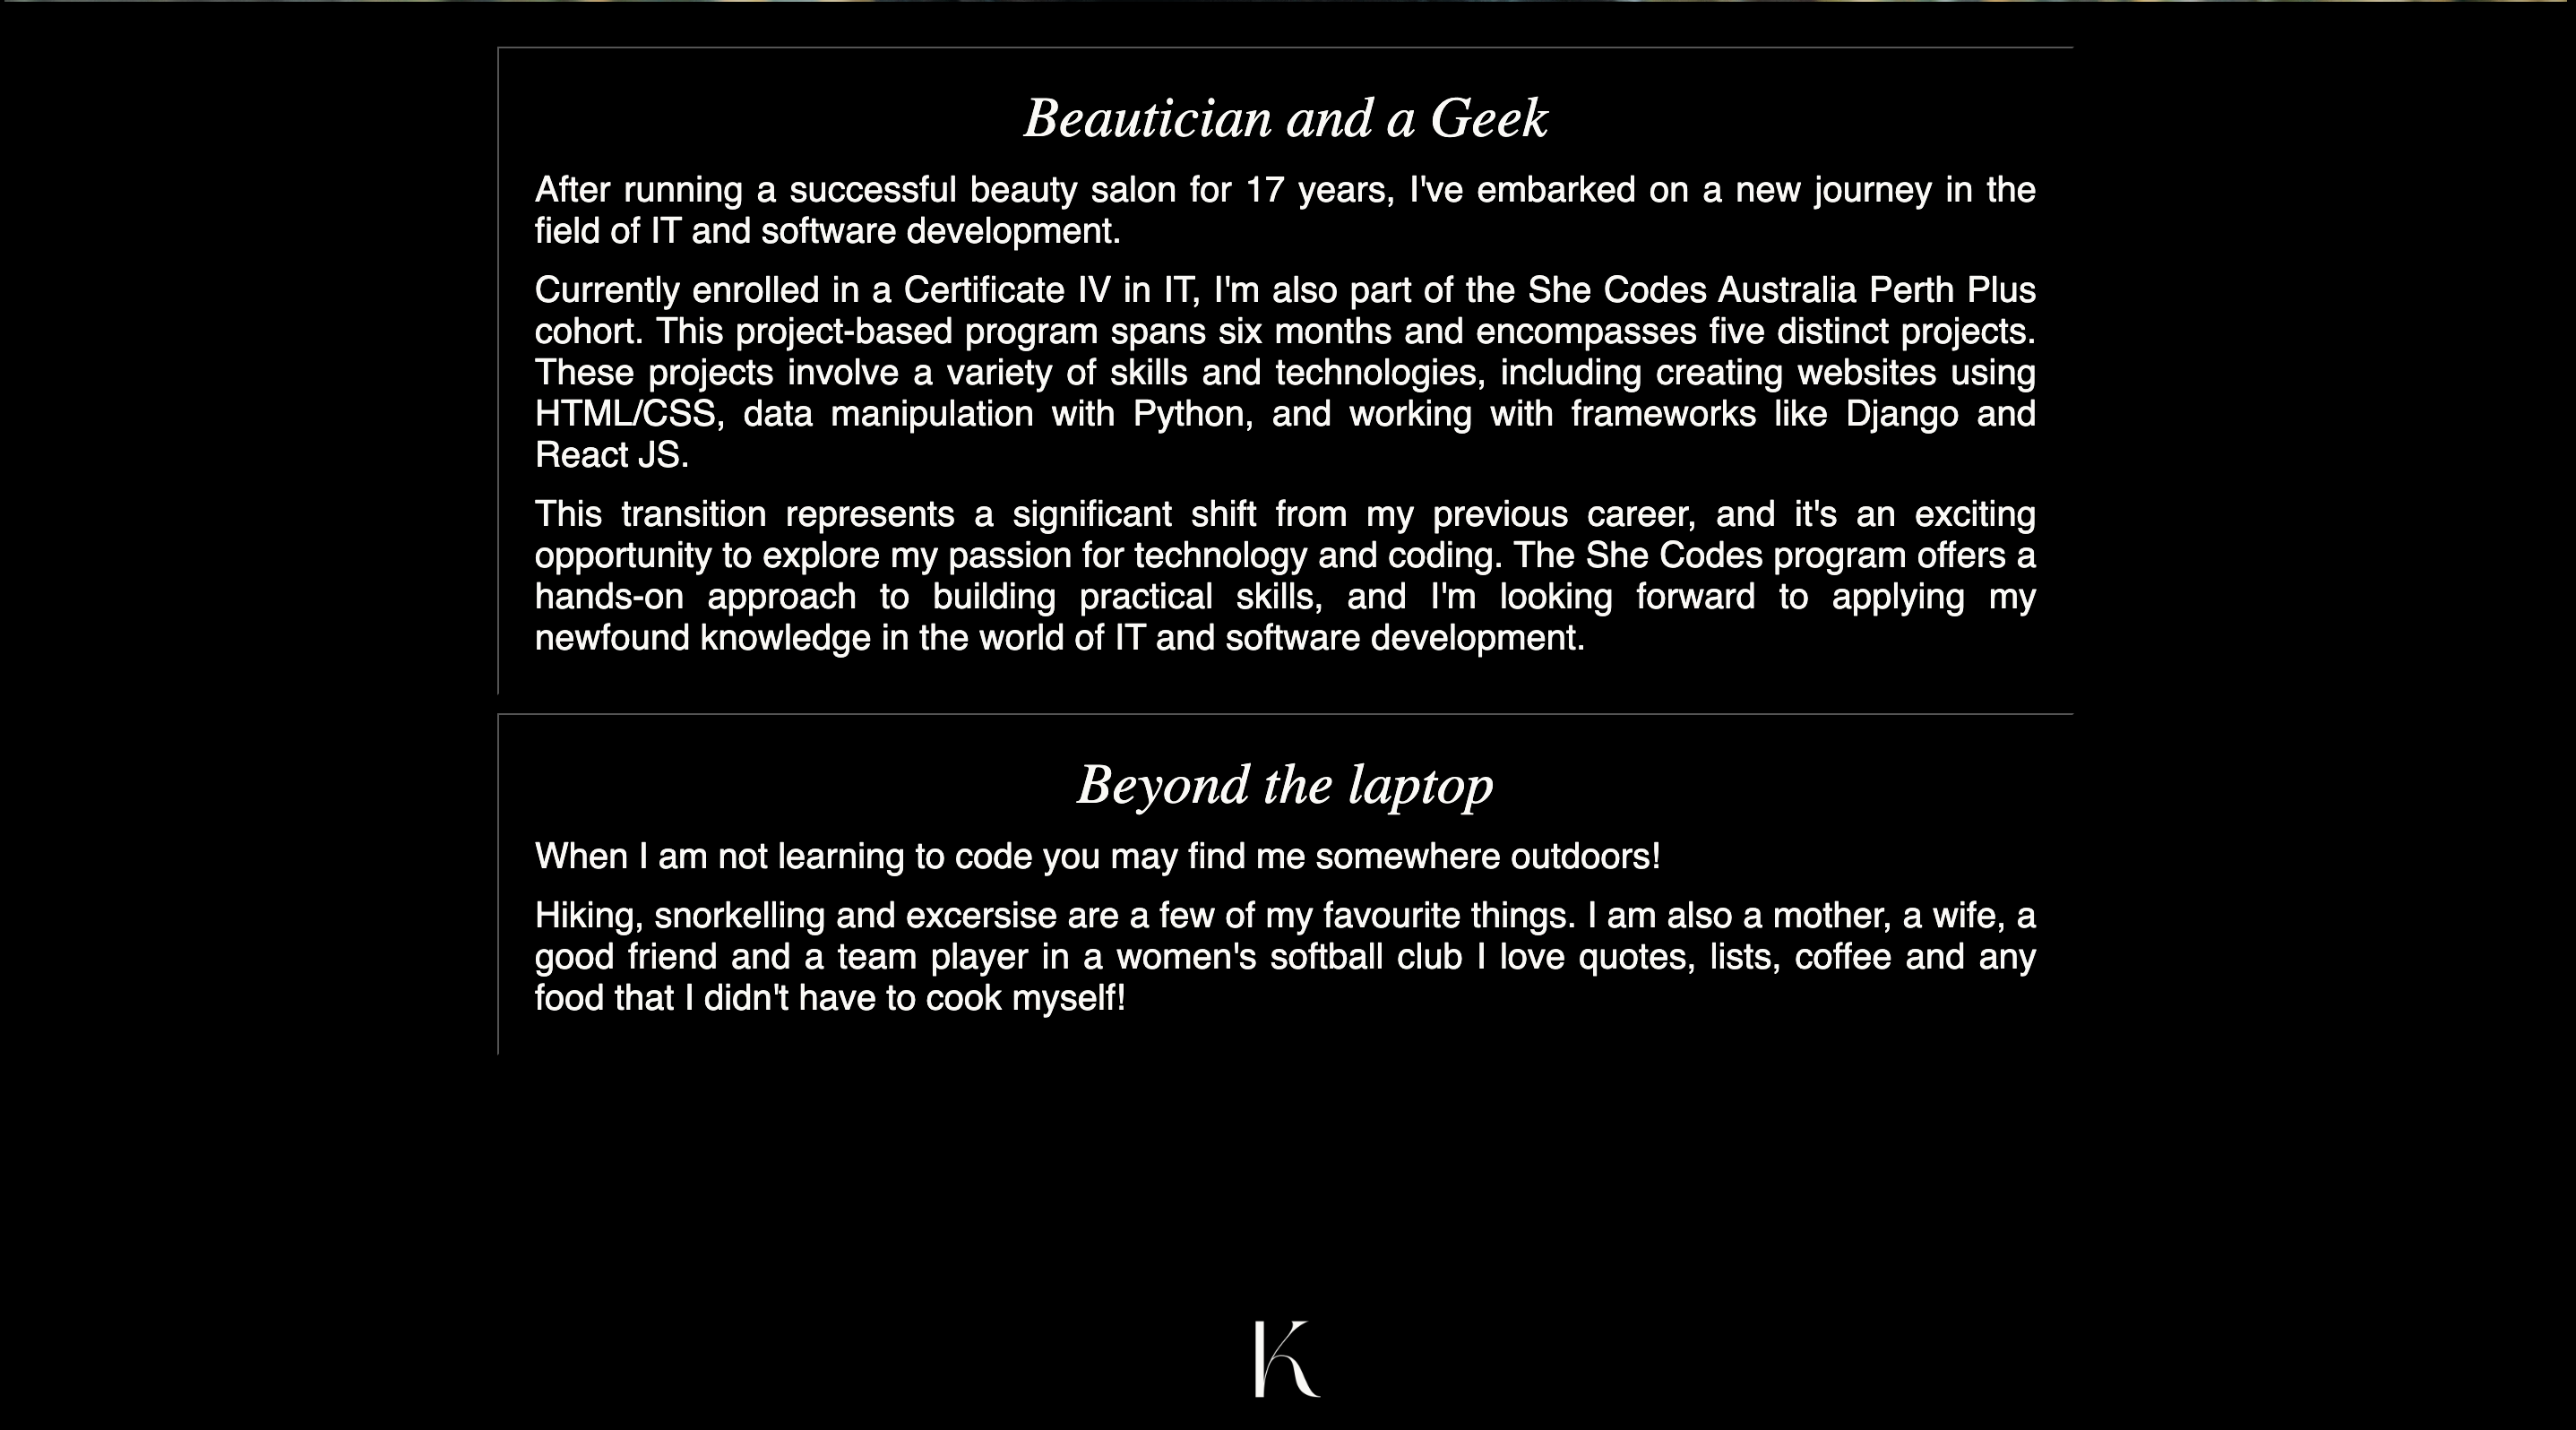 Beautician and a Geek
After running a successful beauty salon for 17 years, I've embarked on a new journey in the
field of IT and software development.
Currently enrolled in a Certificate IV in IT, I'm also part of the She Codes Australia Perth Plus
cohort. This project-based program spans six months and encompasses five distinct projects.
These projects involve a variety of skills and technologies, including creating websites using
HTML/CSS, data manipulation with Python, and working with frameworks like Django and
React JS.
This transition represents a significant shift from my previous career, and it's an exciting
opportunity to explore my passion for technology and coding. The She Codes program offers a
hands-on approach to building practical skills, and I'm looking forward to applying my
newfound knowledge in the world of IT and software development.
Beyond the laptop
When I am not learning to code you may find me somewhere outdoors!
Hiking, snorkelling and excersise are a few of my favourite things. I am also a mother, a wife, a
good friend and a team player in a women's softball club I love quotes, lists, coffee and any
food that I didn't have to cook myself!
K